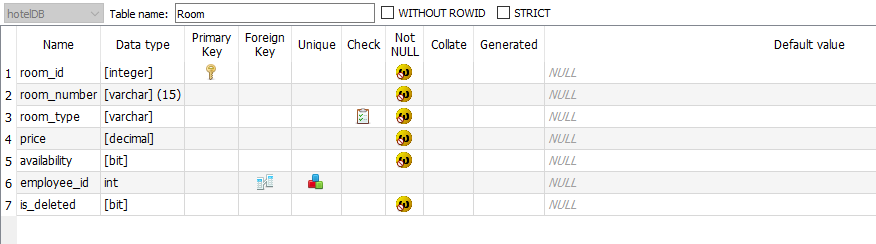 hotelDB Table name: Room WITHOUT ROWID STRICT
Name Data type Primary Key Foreign Key Unique Check Not NULL Collate Generated Default value
1 room_id [integer] NULL
2 room_number [varchar] (15) NULL
3 room_type [varchar] NULL
4 price [decimal] NULL
5 availability [bit] NULL
6 employee_id int NULL
7 is_deleted [bit] NULL